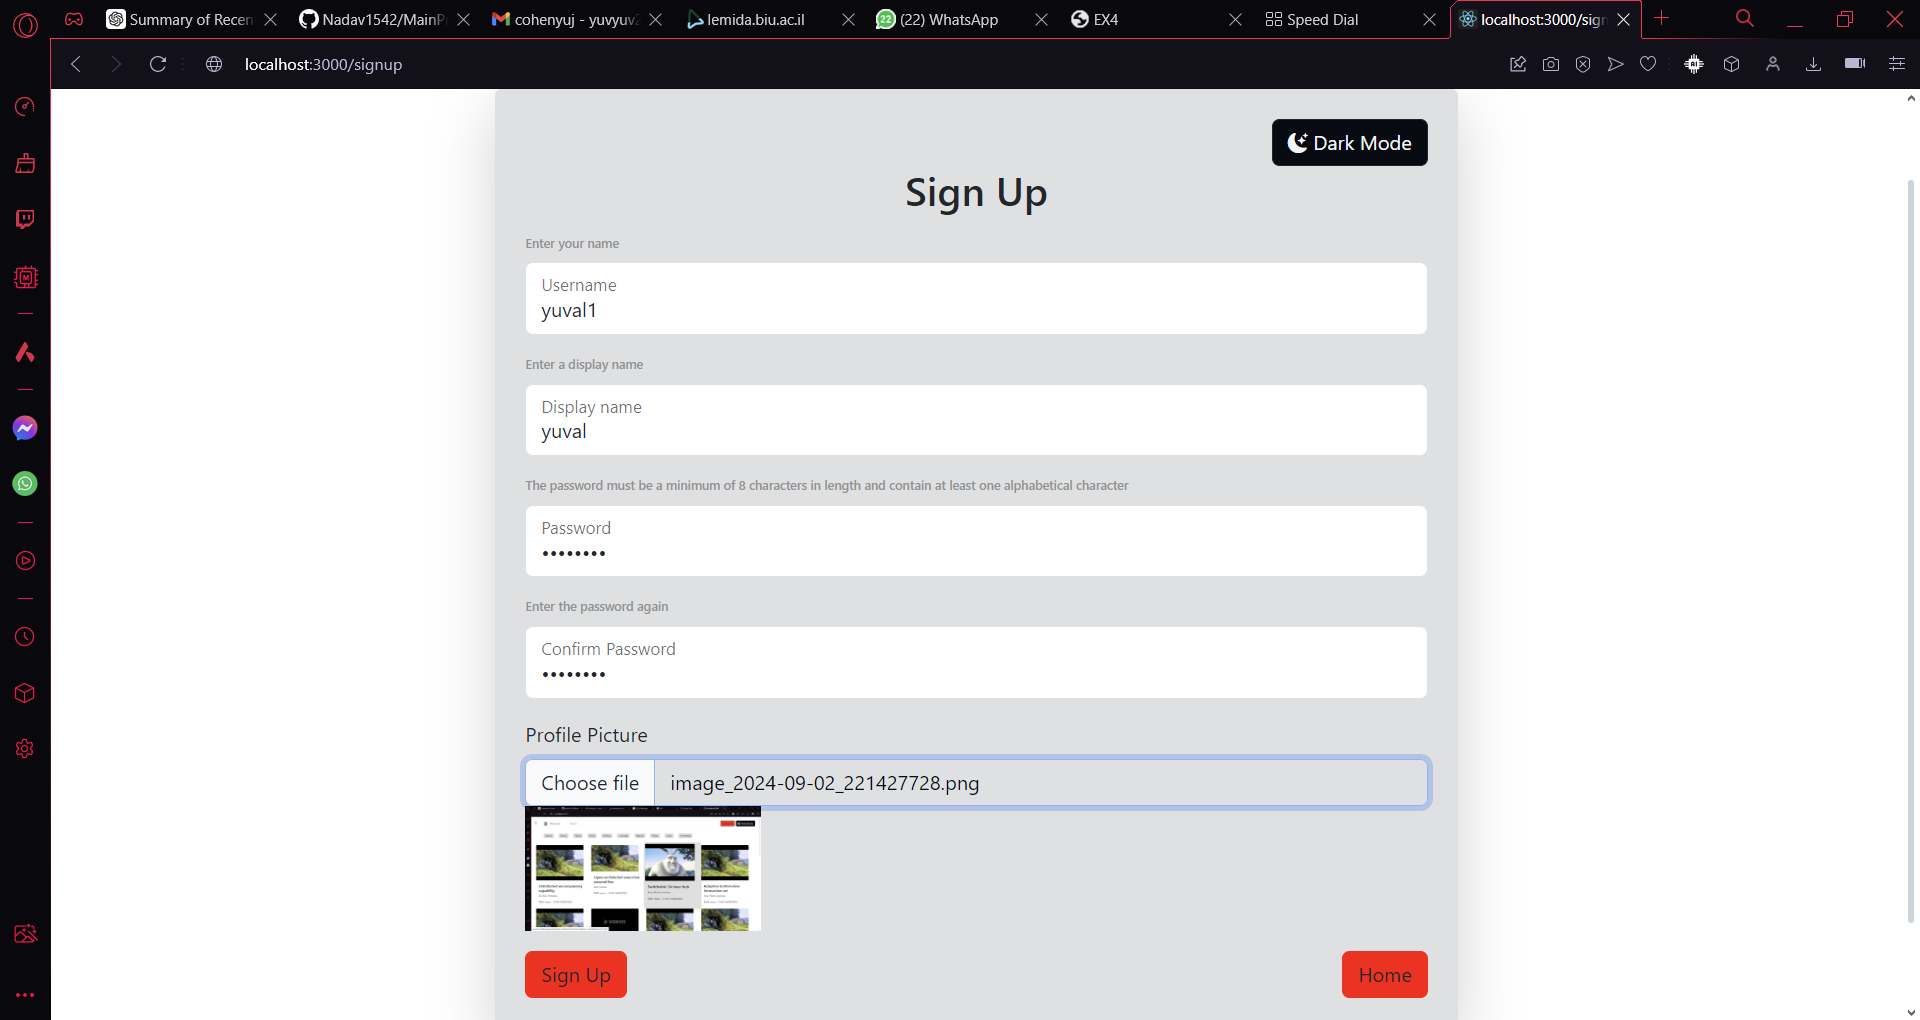 Summary of Recen
Nadav1542/MainP
cohenyuj - yuvyuv2
lemida.biu.ac.il
22 (22) WhatsApp
EX4
Speed Dial
localhost:3000/sign
localhost:3000/signup
Dark Mode
Sign Up
Enter your name
Username
yuval1
Enter a display name
Display name
yuval
The password must be a minimum of 8 characters in length and contain at least one alphabetical character
Password
••••••••
Enter the password again
Confirm Password
••••••••
Profile Picture
Choose file image_2024-09-02_221427728.png
Sign Up Home